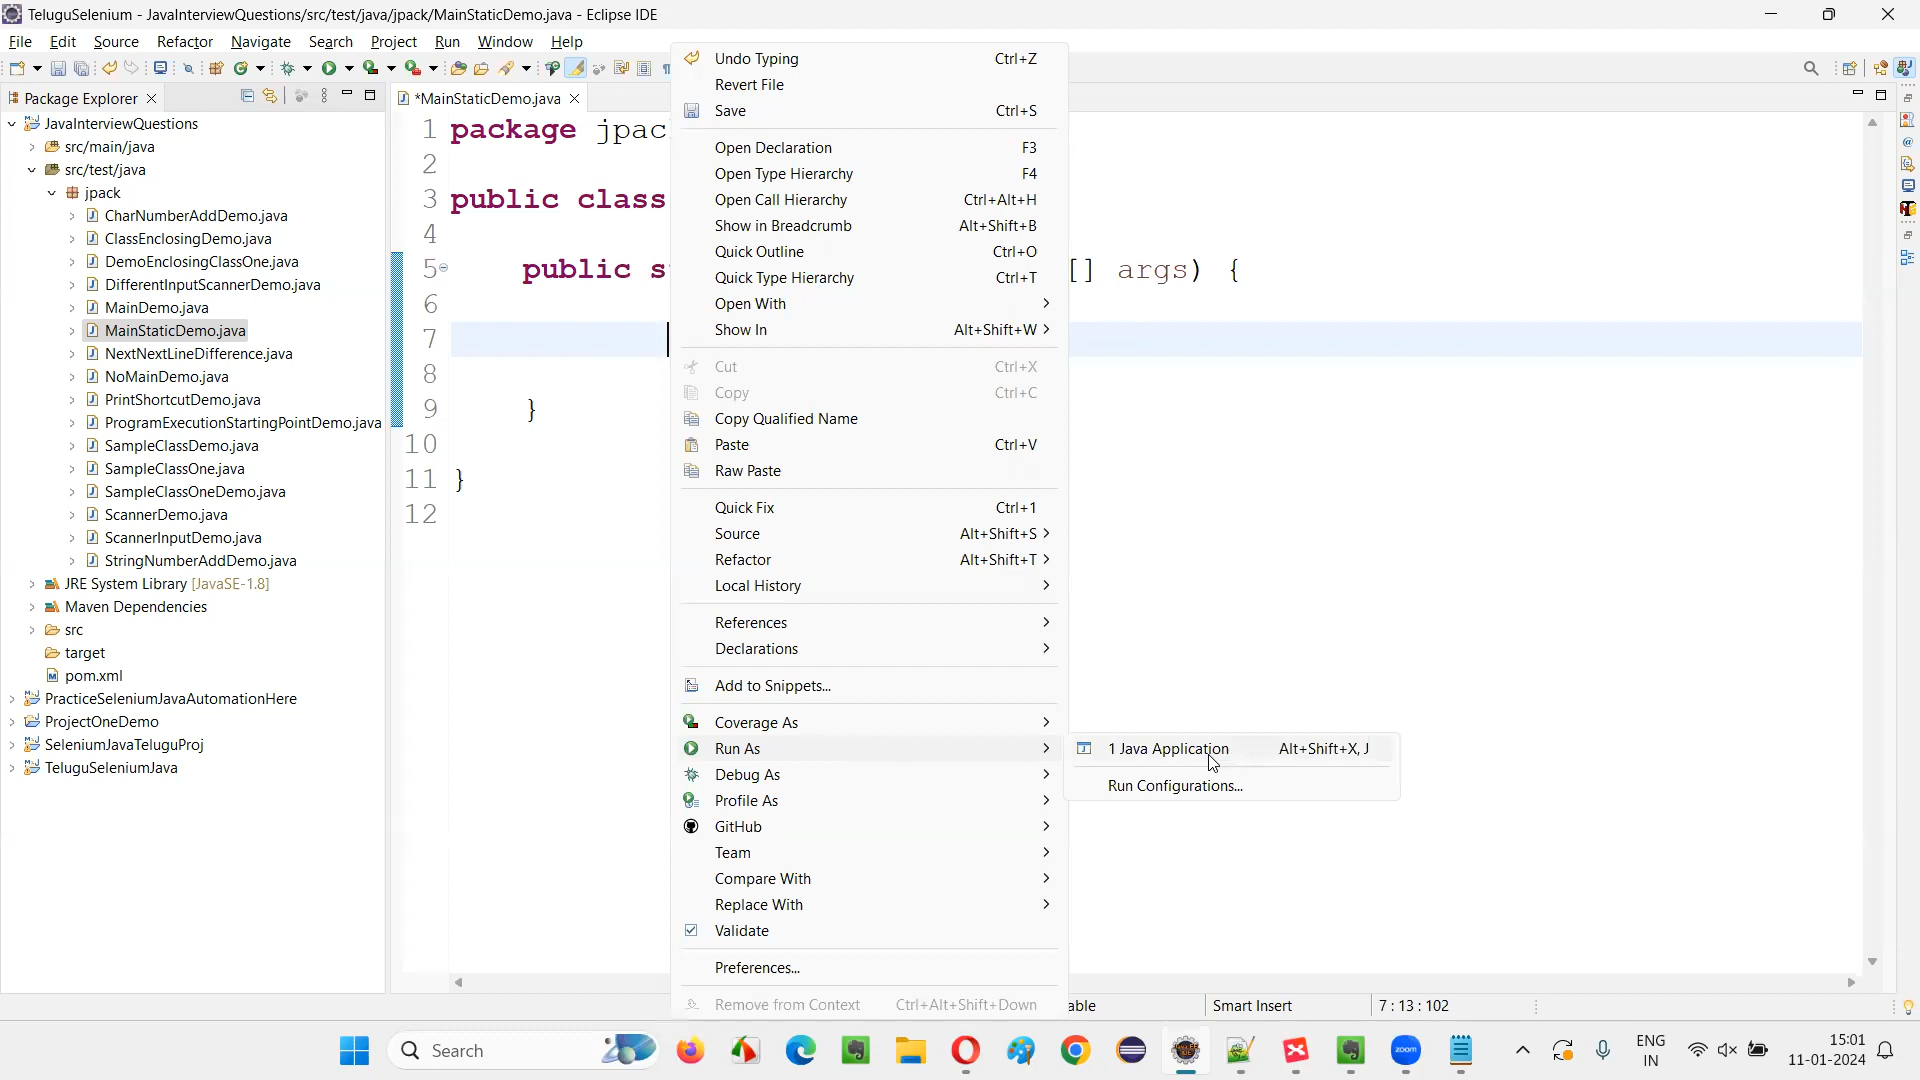 TeluguSelenium - JavaInterviewQuestions/src/test/java/jpack/MainStaticDemo.java - Eclipse IDE
File Edit Source Refactor Navigate Search Project Run Window Help
Package Explorer
*MainStaticDemo.java
JavaInterviewQuestions
src/main/java
src/test/java
jpack
CharNumberAddDemo.java
ClassEnclosingDemo.java
DemoEnclosingClassOne.java
DifferentInputScannerDemo.java
MainDemo.java
MainStaticDemo.java
NextNextLineDifference.java
NoMainDemo.java
PrintShortcutDemo.java
ProgramExecutionStartingPointDemo.java
SampleClassDemo.java
SampleClassOne.java
SampleClassOneDemo.java
ScannerDemo.java
ScannerInputDemo.java
StringNumberAddDemo.java
JRE System Library [JavaSE-1.8]
Maven Dependencies
src
target
pom.xml
PracticeSeleniumJavaAutomationHere
ProjectOneDemo
SeleniumJavaTeluguProj
TeluguSeleniumJava
1 package jpac
2
3 public class
4
5 public s [] args) {
6
7
8
9 }
10
11 }
12
Undo Typing Ctrl+Z
Revert File
Save Ctrl+S
Open Declaration F3
Open Type Hierarchy F4
Open Call Hierarchy Ctrl+Alt+H
Show in Breadcrumb Alt+Shift+B
Quick Outline Ctrl+O
Quick Type Hierarchy Ctrl+T
Open With
Show In Alt+Shift+W
Cut Ctrl+X
Copy Ctrl+C
Copy Qualified Name
Paste Ctrl+V
Raw Paste
Quick Fix Ctrl+1
Source Alt+Shift+S
Refactor Alt+Shift+T
Local History
References
Declarations
Add to Snippets...
Coverage As
Run As
Debug As
Profile As
GitHub
Team
Compare With
Replace With
Validate
Preferences...
Remove from Context Ctrl+Alt+Shift+Down
1 Java Application Alt+Shift+X, J
Run Configurations...
able Smart Insert 7 : 13 : 102
Search
zoom
ENG
IN
15:01
11-01-2024